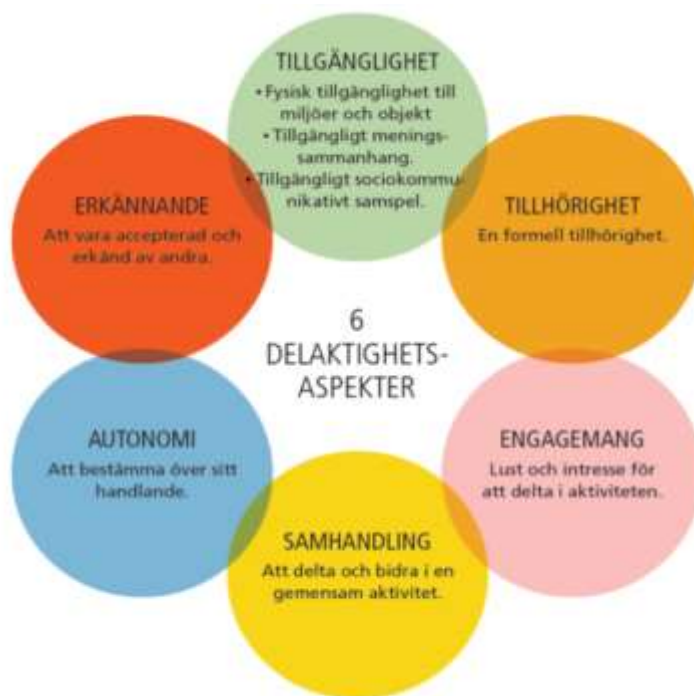 TILLGÄNGLIGHET
• Fysisk tillgänglighet till
miljöer och objekt
• Tillgängligt menings-
sammanhang.
• Tillgängligt sociokommu-
nikativt samspel.
ERKÄNNANDE
Att vara accepterad och
erkänd av andra.
TILLHÖRIGHET
En formell tillhörighet.
6
DELAKTIGHETS-
ASPEKTER
AUTONOMI
Att bestämma över sitt
handlande.
ENGAGEMANG
Lust och intresse för
att delta i aktiviteten.
SAMHANDLING
Att delta och bidra i en
gemensam aktivitet.